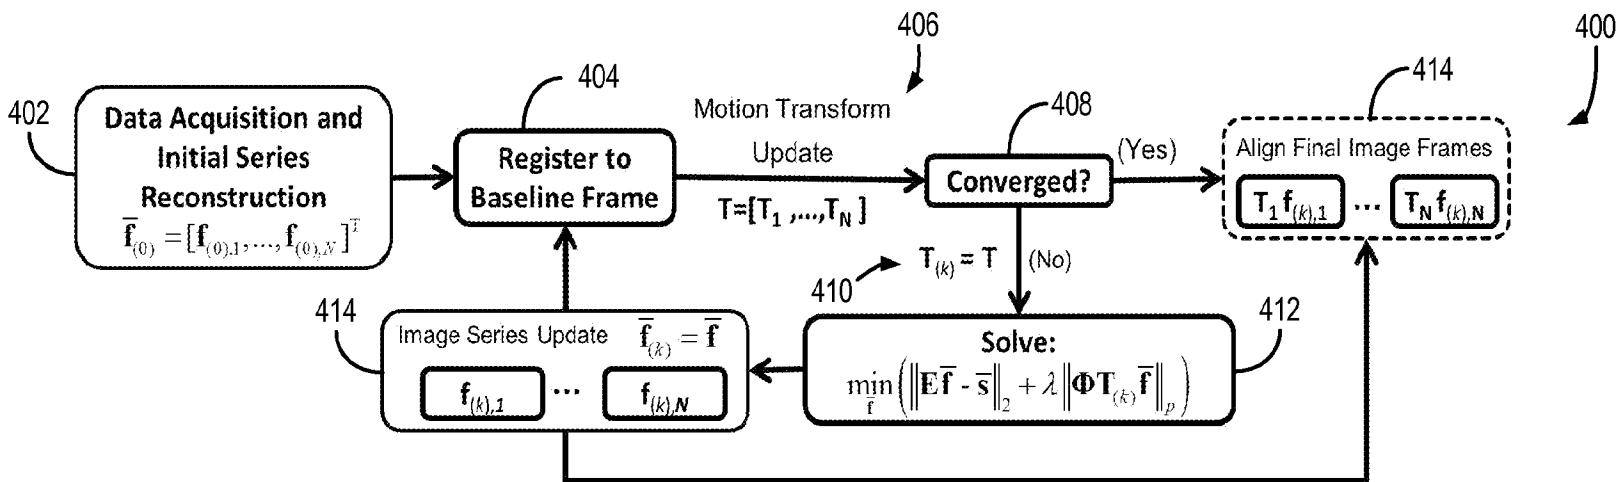 400
406
414
404
408
402
Data Acquisition and
Initial Series
Reconstruction
f̅(0) = [f(0),1,...,f(0),N]ᵀ
Register to
Baseline Frame
Motion Transform
Update
T=[T1 ,...,TN ]
Converged?
(Yes)
Align Final Image Frames
T1 f(k),1 ... TN f(k),N
T(k) = T (No)
410
412
Solve:
min f̅ (‖Ef̅ - s̅‖2 + λ‖ΦT(k)f̅‖p)
414
Image Series Update f̅(k) = f̅
f(k),1 ... f(k),N